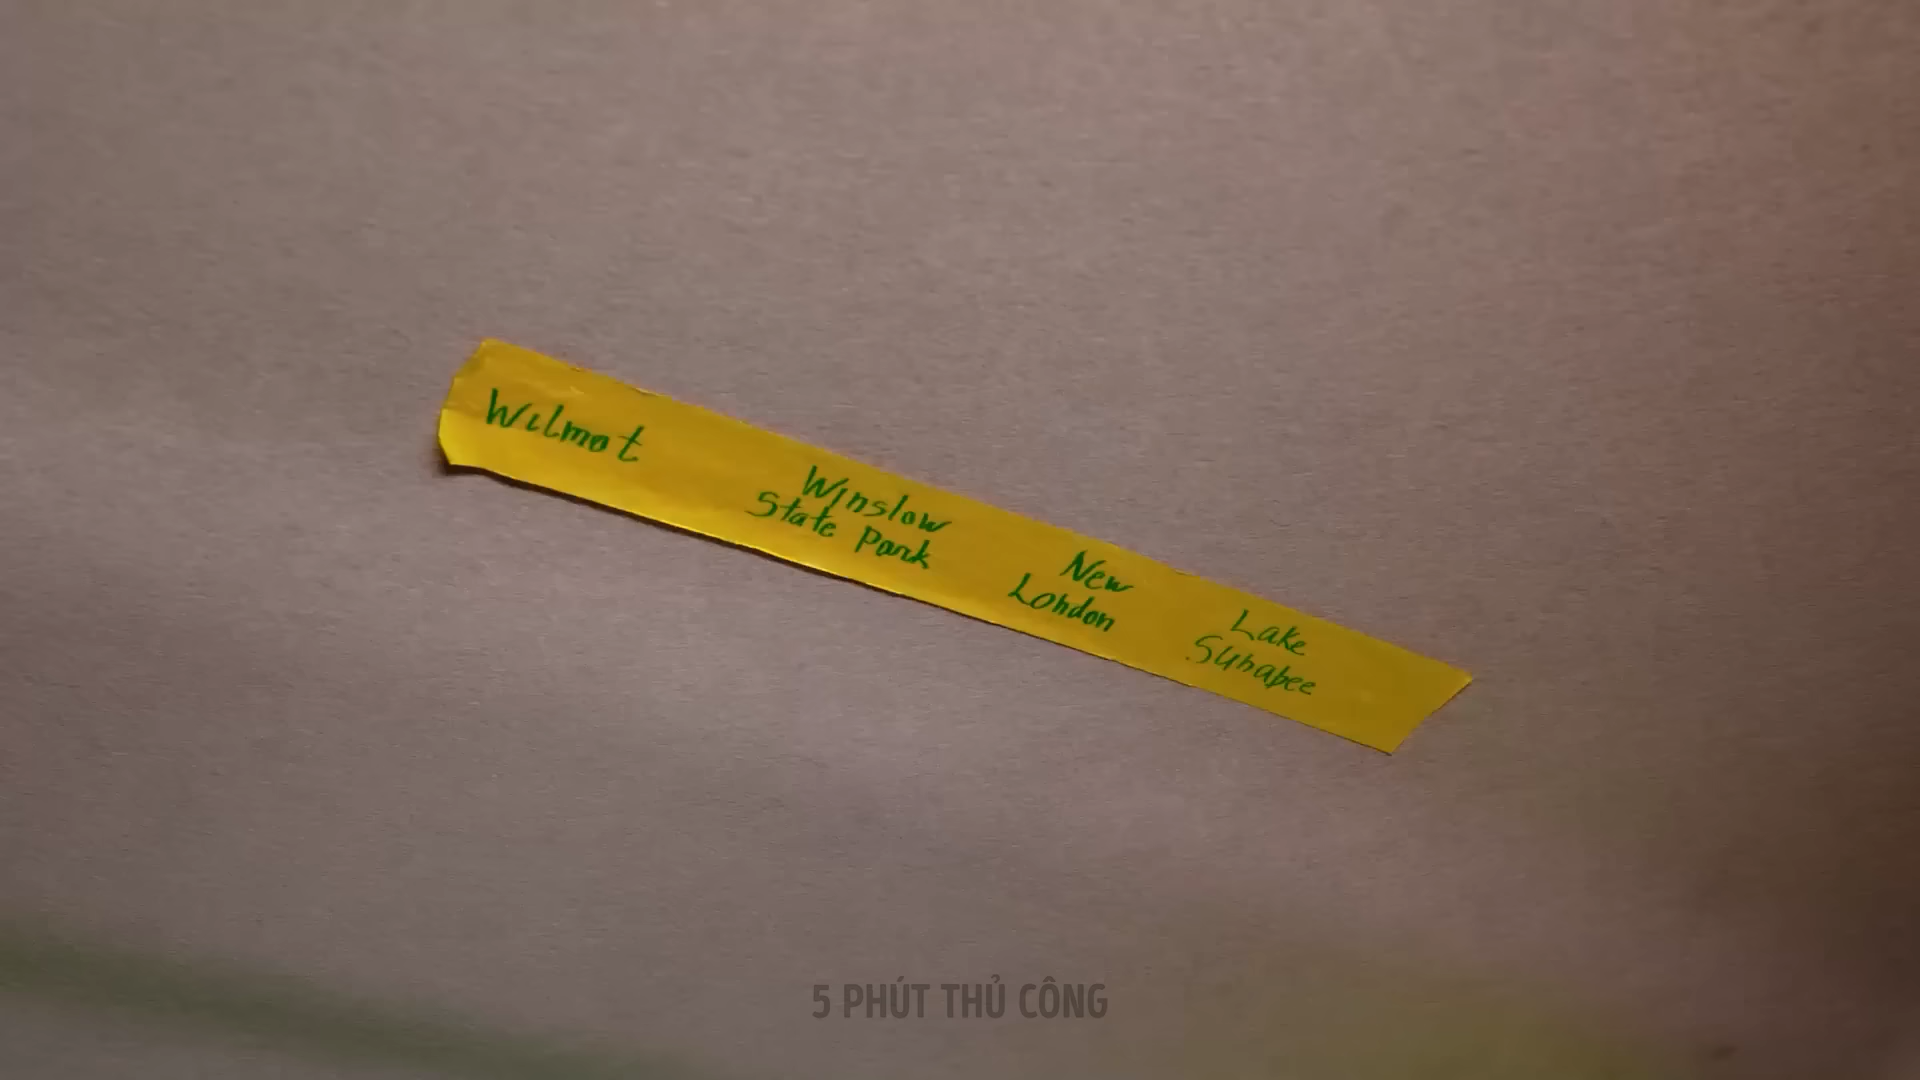 Wilmot
Winslow
State Park
New
London
Lake
Sunabee
5 PHÚT THỦ CÔNG